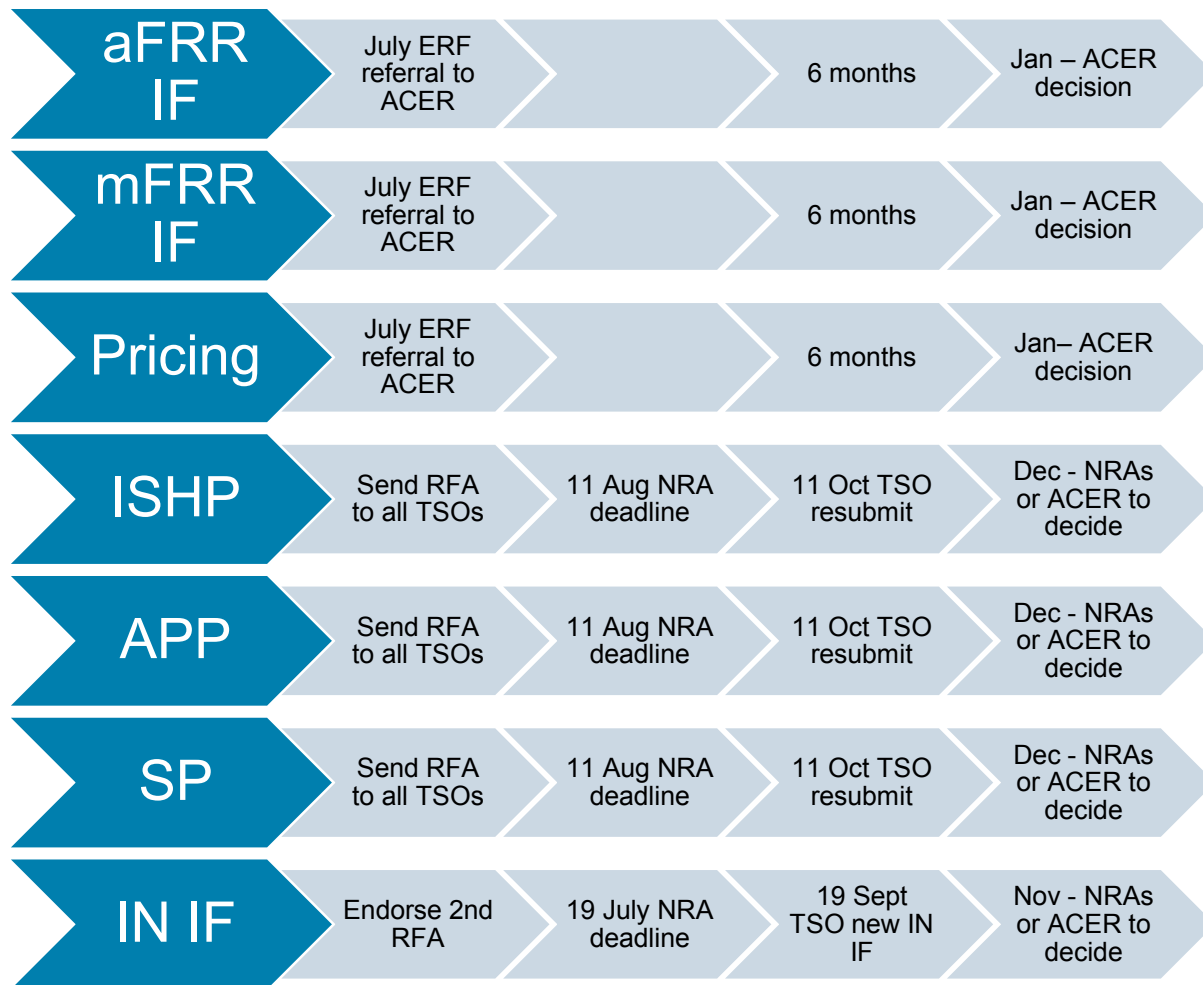 aFRR
IF
July ERF
referral to
ACER
6 months
Jan – ACER
decision
mFRR
IF
July ERF
referral to
ACER
6 months
Jan – ACER
decision
Pricing
July ERF
referral to
ACER
6 months
Jan– ACER
decision
ISHP
Send RFA
to all TSOs
11 Aug NRA
deadline
11 Oct TSO
resubmit
Dec - NRAs
or ACER to
decide
APP
Send RFA
to all TSOs
11 Aug NRA
deadline
11 Oct TSO
resubmit
Dec - NRAs
or ACER to
decide
SP
Send RFA
to all TSOs
11 Aug NRA
deadline
11 Oct TSO
resubmit
Dec - NRAs
or ACER to
decide
IN IF
Endorse 2nd
RFA
19 July NRA
deadline
19 Sept
TSO new IN
IF
Nov - NRAs
or ACER to
decide